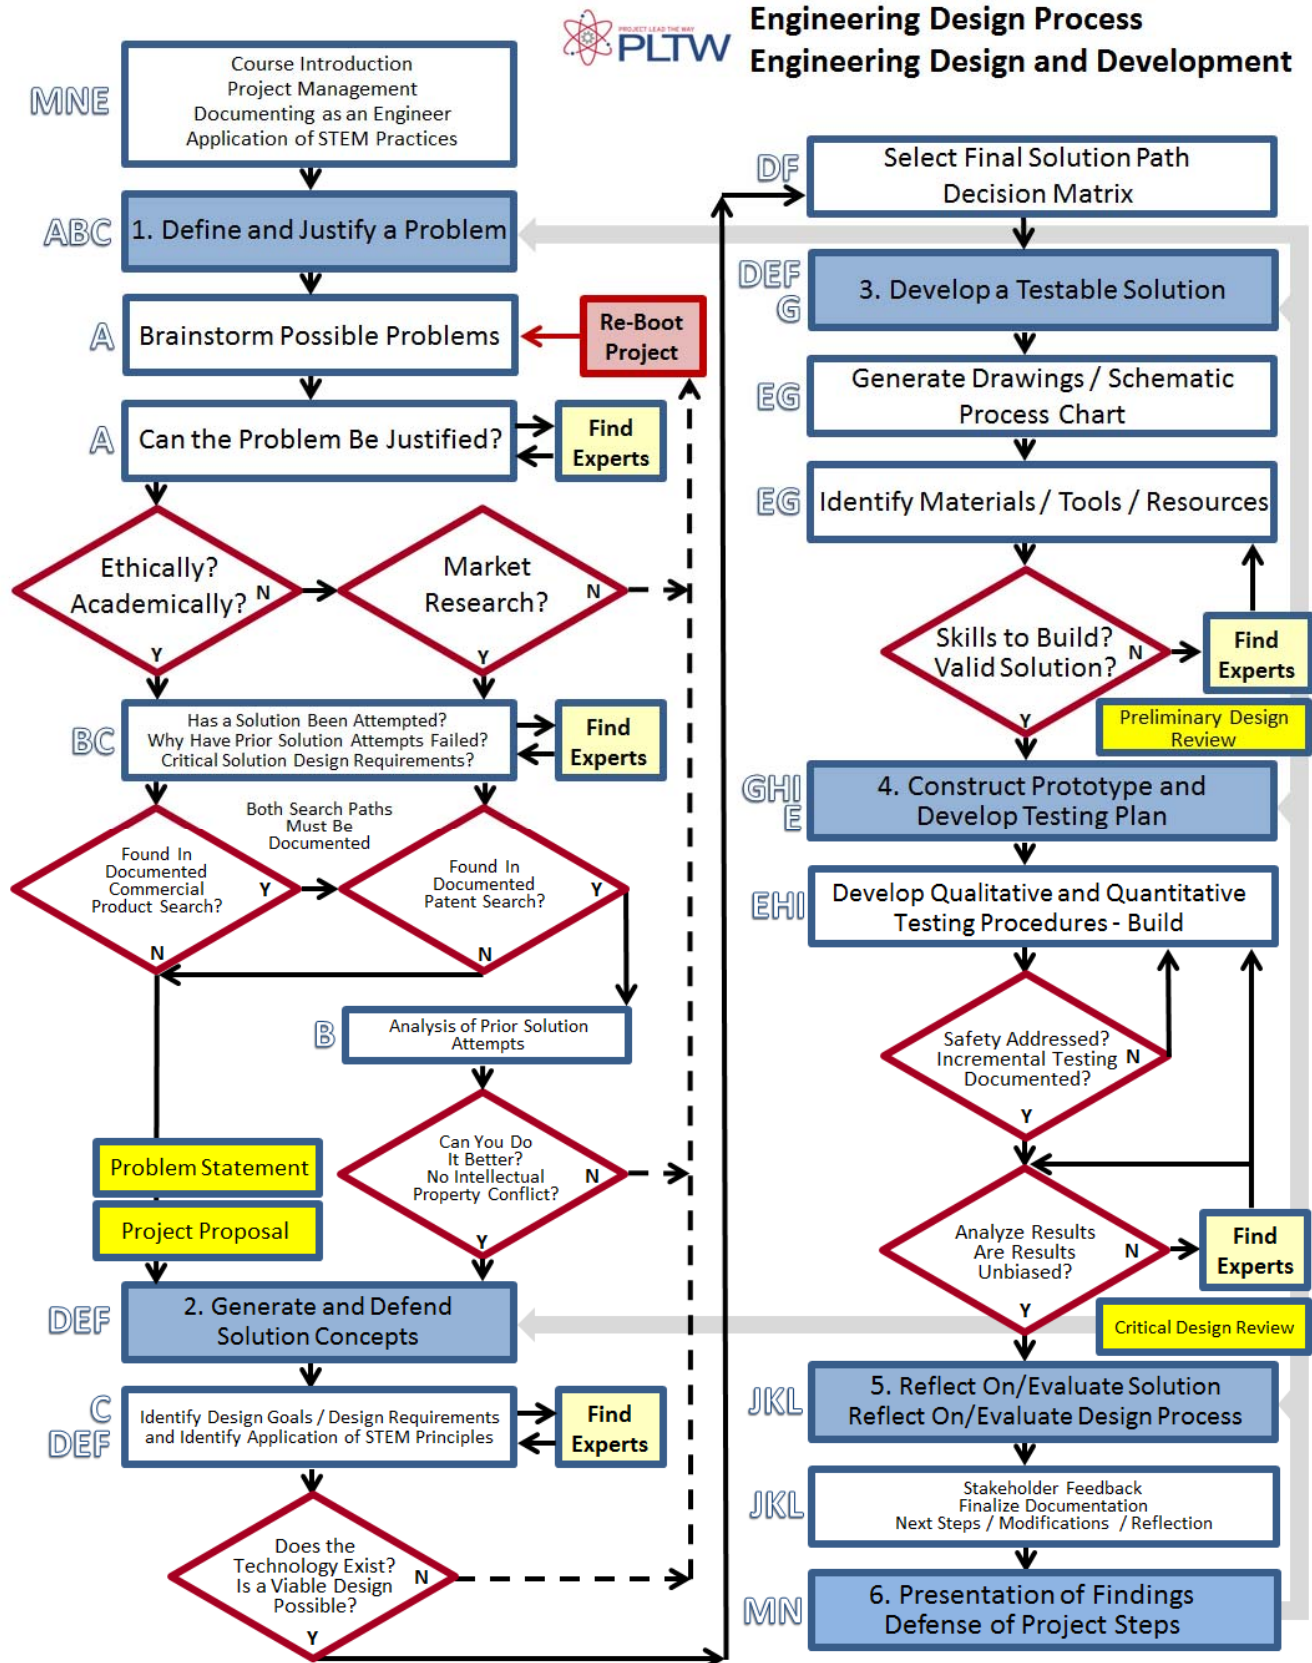 PROJECT LEAD THE WAY
PLTW
Engineering Design Process
Engineering Design and Development
MNE
Course Introduction
Project Management
Documenting as an Engineer
Application of STEM Practices
ABC
1. Define and Justify a Problem
A
Brainstorm Possible Problems
Re-Boot
Project
A
Can the Problem Be Justified?
Find
Experts
Ethically?
Academically?
N
Y
Market
Research?
N
Y
BC
Has a Solution Been Attempted?
Why Have Prior Solution Attempts Failed?
Critical Solution Design Requirements?
Find
Experts
Both Search Paths
Must Be
Documented
Found In
Documented
Commercial
Product Search?
Y
N
Found In
Documented
Patent Search?
Y
N
B
Analysis of Prior Solution
Attempts
Can You Do
It Better?
No Intellectual
Property Conflict?
N
Y
Problem Statement
Project Proposal
DEF
2. Generate and Defend
Solution Concepts
C
DEF
Identify Design Goals / Design Requirements
and Identify Application of STEM Principles
Find
Experts
Does the
Technology Exist?
Is a Viable Design
Possible?
N
Y
DF
Select Final Solution Path
Decision Matrix
DEF
G
3. Develop a Testable Solution
EG
Generate Drawings / Schematic
Process Chart
EG
Identify Materials / Tools / Resources
Skills to Build?
Valid Solution?
N
Y
Find
Experts
Preliminary Design
Review
GHI
E
4. Construct Prototype and
Develop Testing Plan
EHI
Develop Qualitative and Quantitative
Testing Procedures - Build
Safety Addressed?
Incremental Testing
Documented?
N
Y
Analyze Results
Are Results
Unbiased?
N
Y
Find
Experts
Critical Design Review
JKL
5. Reflect On/Evaluate Solution
Reflect On/Evaluate Design Process
JKL
Stakeholder Feedback
Finalize Documentation
Next Steps / Modifications / Reflection
MN
6. Presentation of Findings
Defense of Project Steps